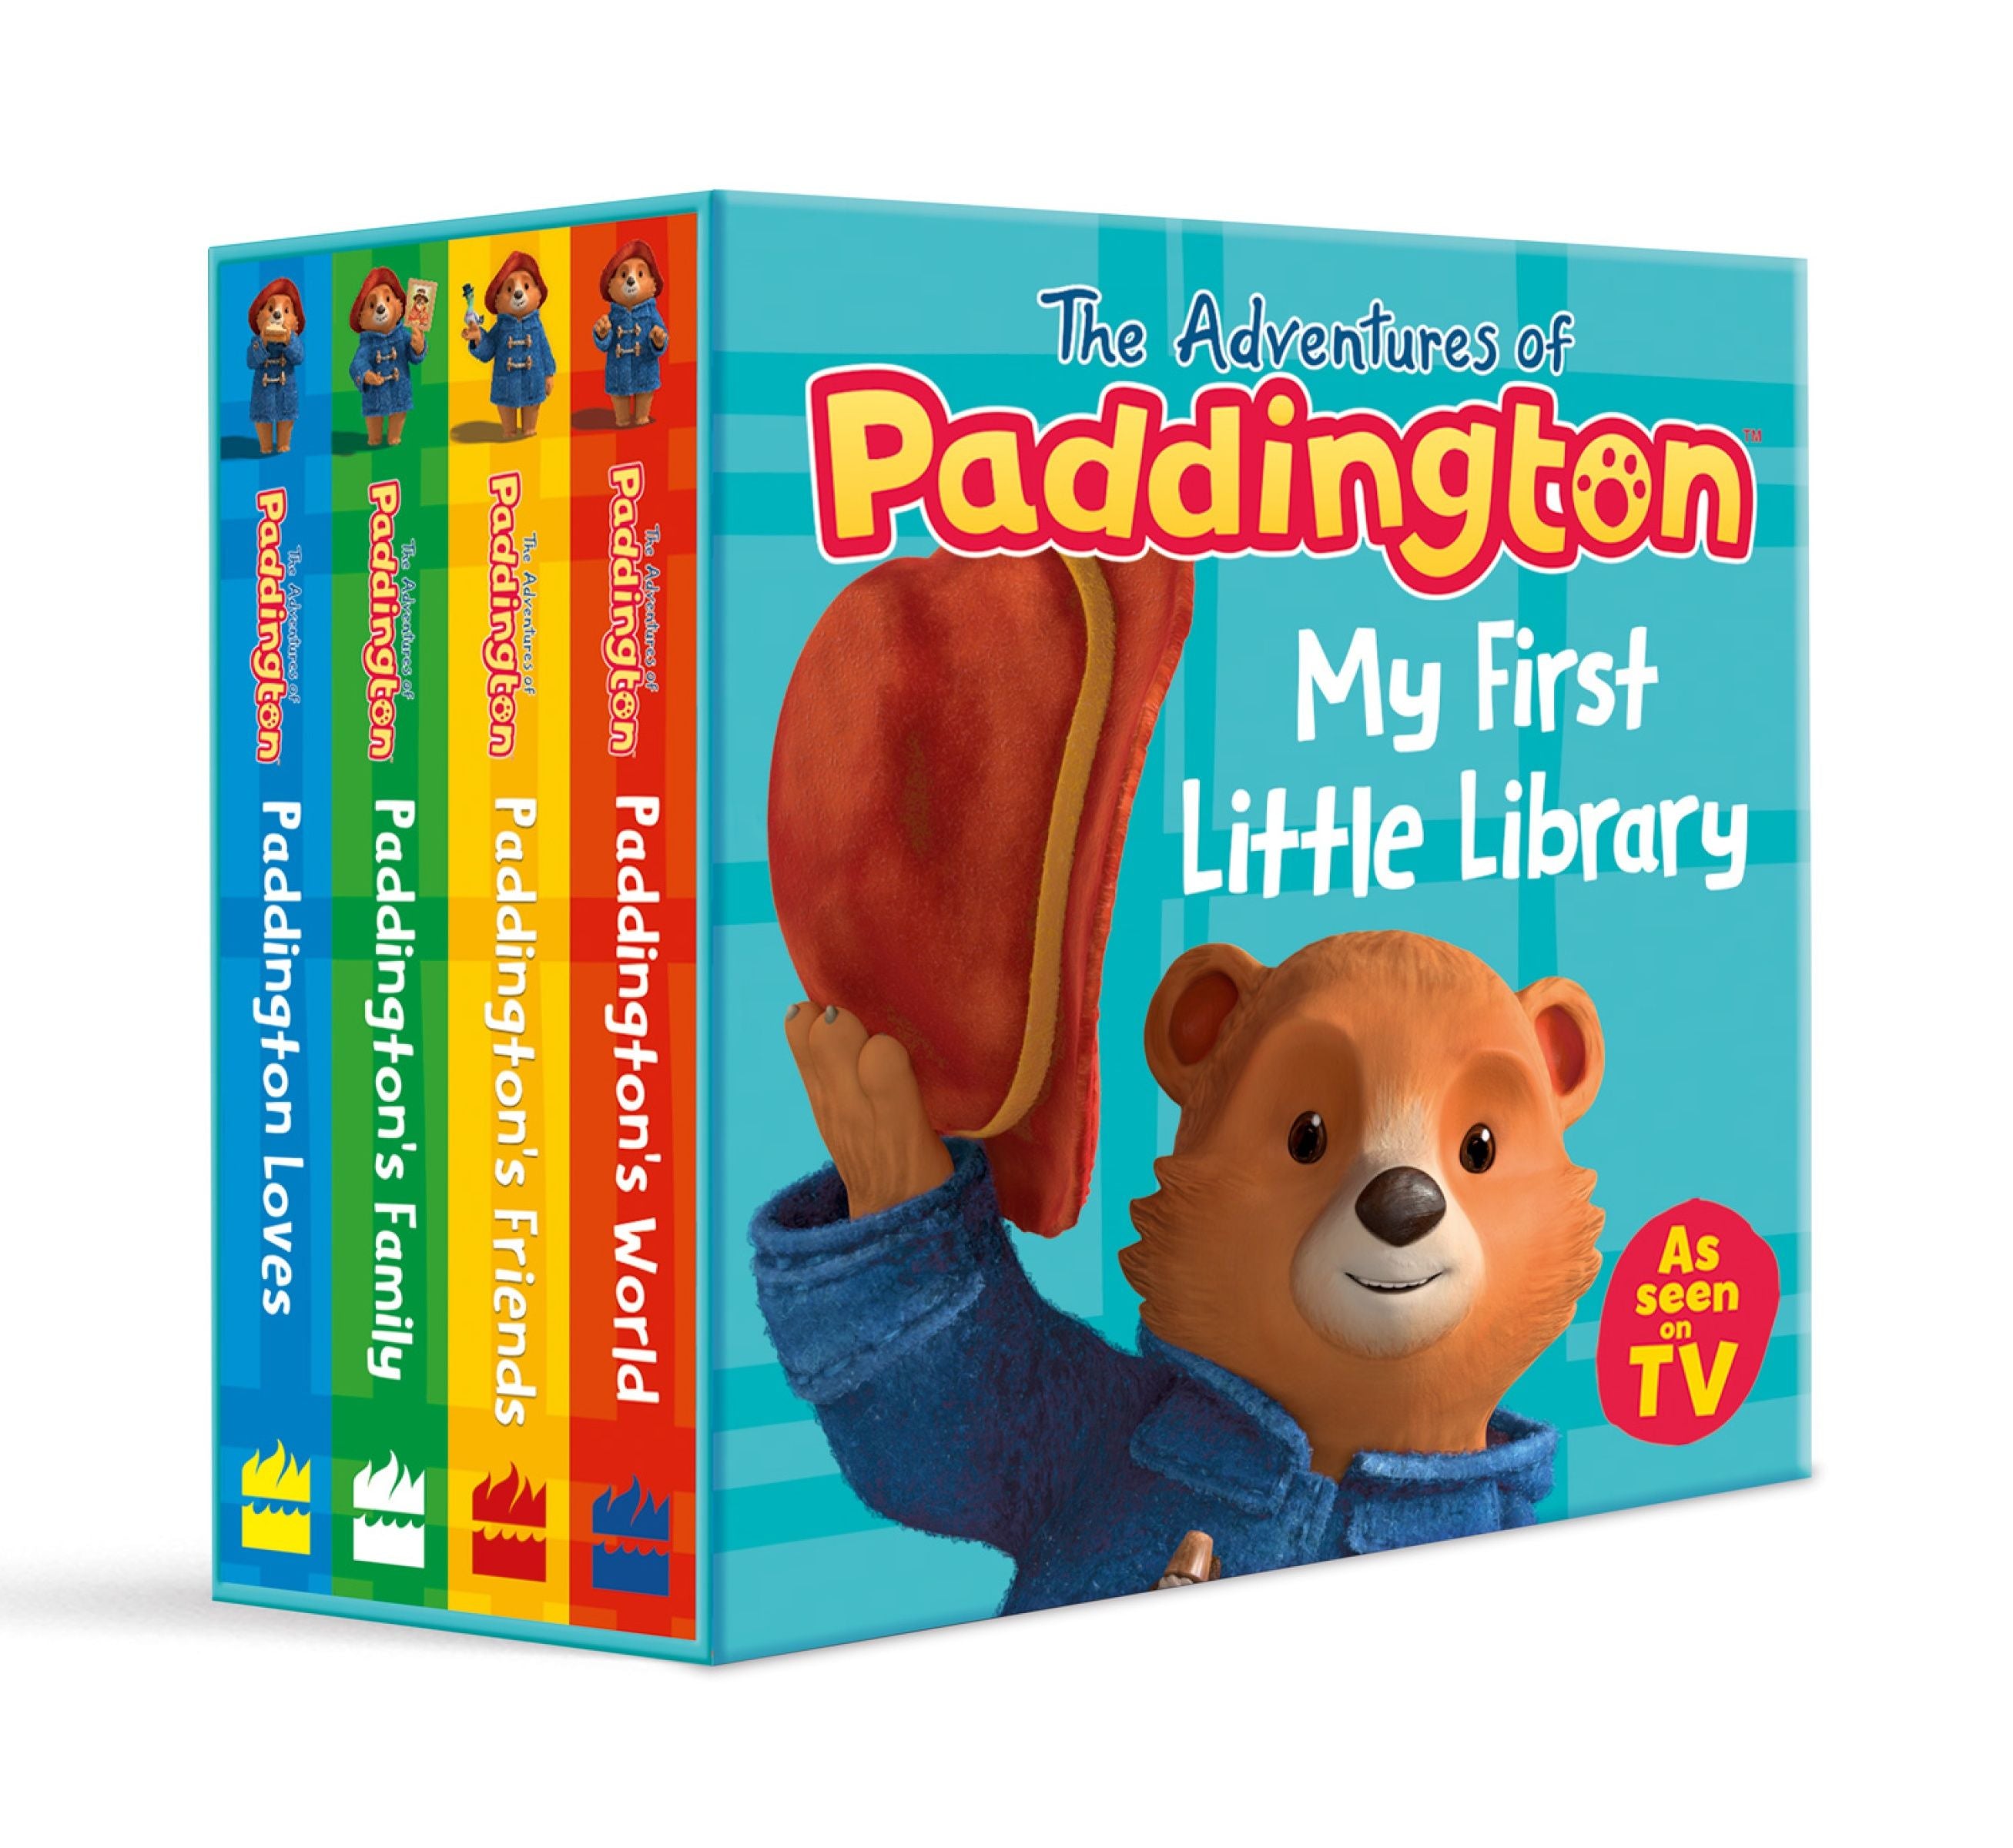 The Adventures of
Paddington
Paddington Loves
The Adventures of
Paddington
Paddington's Family
The Adventures of
Paddington
Paddington's Friends
The Adventures of
Paddington
Paddington's World
The Adventures of
Paddington™
My First
Little Library
As
seen
on
TV